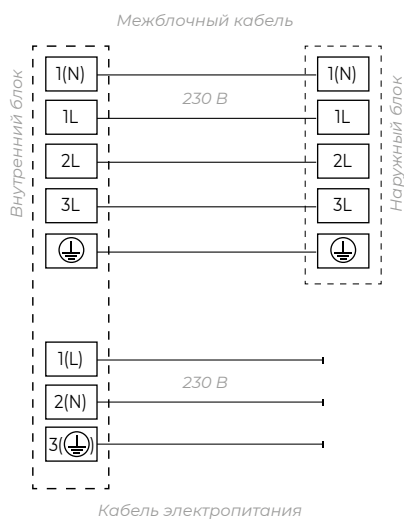 Межблочный кабель
Внутренний блок
Наружный блок
1(N)
1(N)
230 В
1L
1L
2L
2L
3L
3L
1(L)
230 В
2(N)
3(⏚)
Кабель электропитания